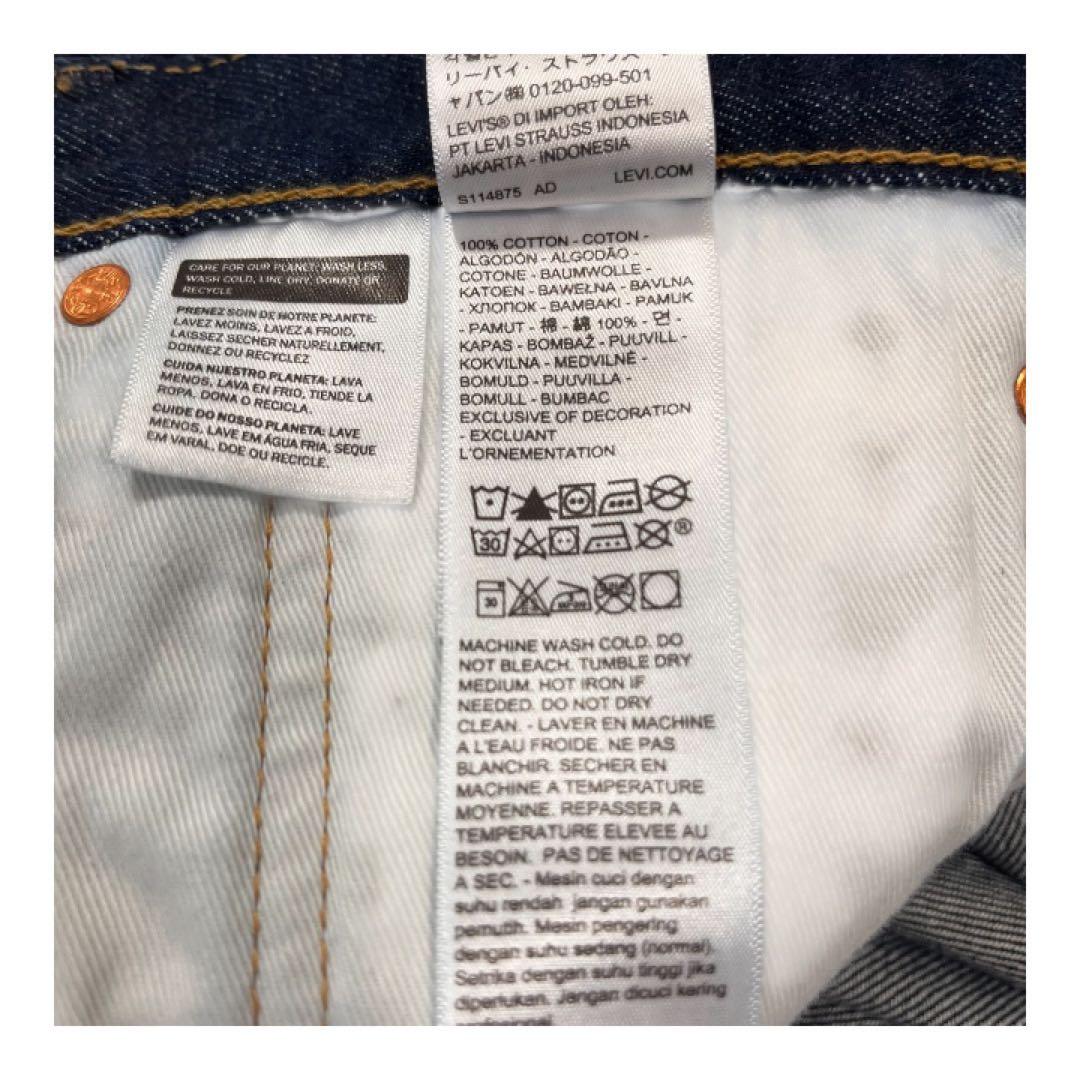 リーバイ・ストラウス
ャパン㈱ 0120-099-501
LEVI'S® DI IMPORT OLEH:
PT LEVI STRAUSS INDONESIA
JAKARTA - INDONESIA
S114875 AD LEVI.COM
CARE FOR OUR PLANET: WASH LESS,
WASH COLD, LINE DRY, DONATE OR
RECYCLE
PRENEZ SOIN DE NOTRE PLANETE:
LAVEZ MOINS, LAVEZ A FROID,
LAISSEZ SECHER NATURELLEMENT,
DONNEZ OU RECYCLEZ
CUIDA NUESTRO PLANETA: LAVA
MENOS, LAVA EN FRIO, TIENDE LA
ROPA. DONA O RECICLA.
CUIDE DO NOSSO PLANETA: LAVE
MENOS, LAVE EM ÁGUA FRIA, SEQUE
EM VARAL, DOE OU RECICLE.
100% COTTON - COTON -
ALGODÓN - ALGODÃO -
COTONE - BAUMWOLLE -
KATOEN - BAWEŁNA - BAVLNA
- ХЛОПОК - BAMBAKI - PAMUK
- PAMUT - 棉 - 綿 100% - 면 -
KAPAS - BOMBAŽ - PUUVILL -
KOKVILNA - MEDVILNĖ -
BOMULD - PUUVILLA -
BOMULL - BUMBAC
EXCLUSIVE OF DECORATION
- EXCLUANT
L'ORNEMENTATION
30
®
30
MACHINE WASH COLD. DO
NOT BLEACH. TUMBLE DRY
MEDIUM. HOT IRON IF
NEEDED. DO NOT DRY
CLEAN. - LAVER EN MACHINE
A L'EAU FROIDE. NE PAS
BLANCHIR. SECHER EN
MACHINE A TEMPERATURE
MOYENNE. REPASSER A
TEMPERATURE ELEVEE AU
BESOIN. PAS DE NETTOYAGE
A SEC. - Mesin cuci dengan
suhu rendah jangan gunakan
pemutih. Mesin pengering
dengan suhu sedang (normal).
Setrika dengan suhu tinggi jika
diperlukan. Jangan dicuci kering